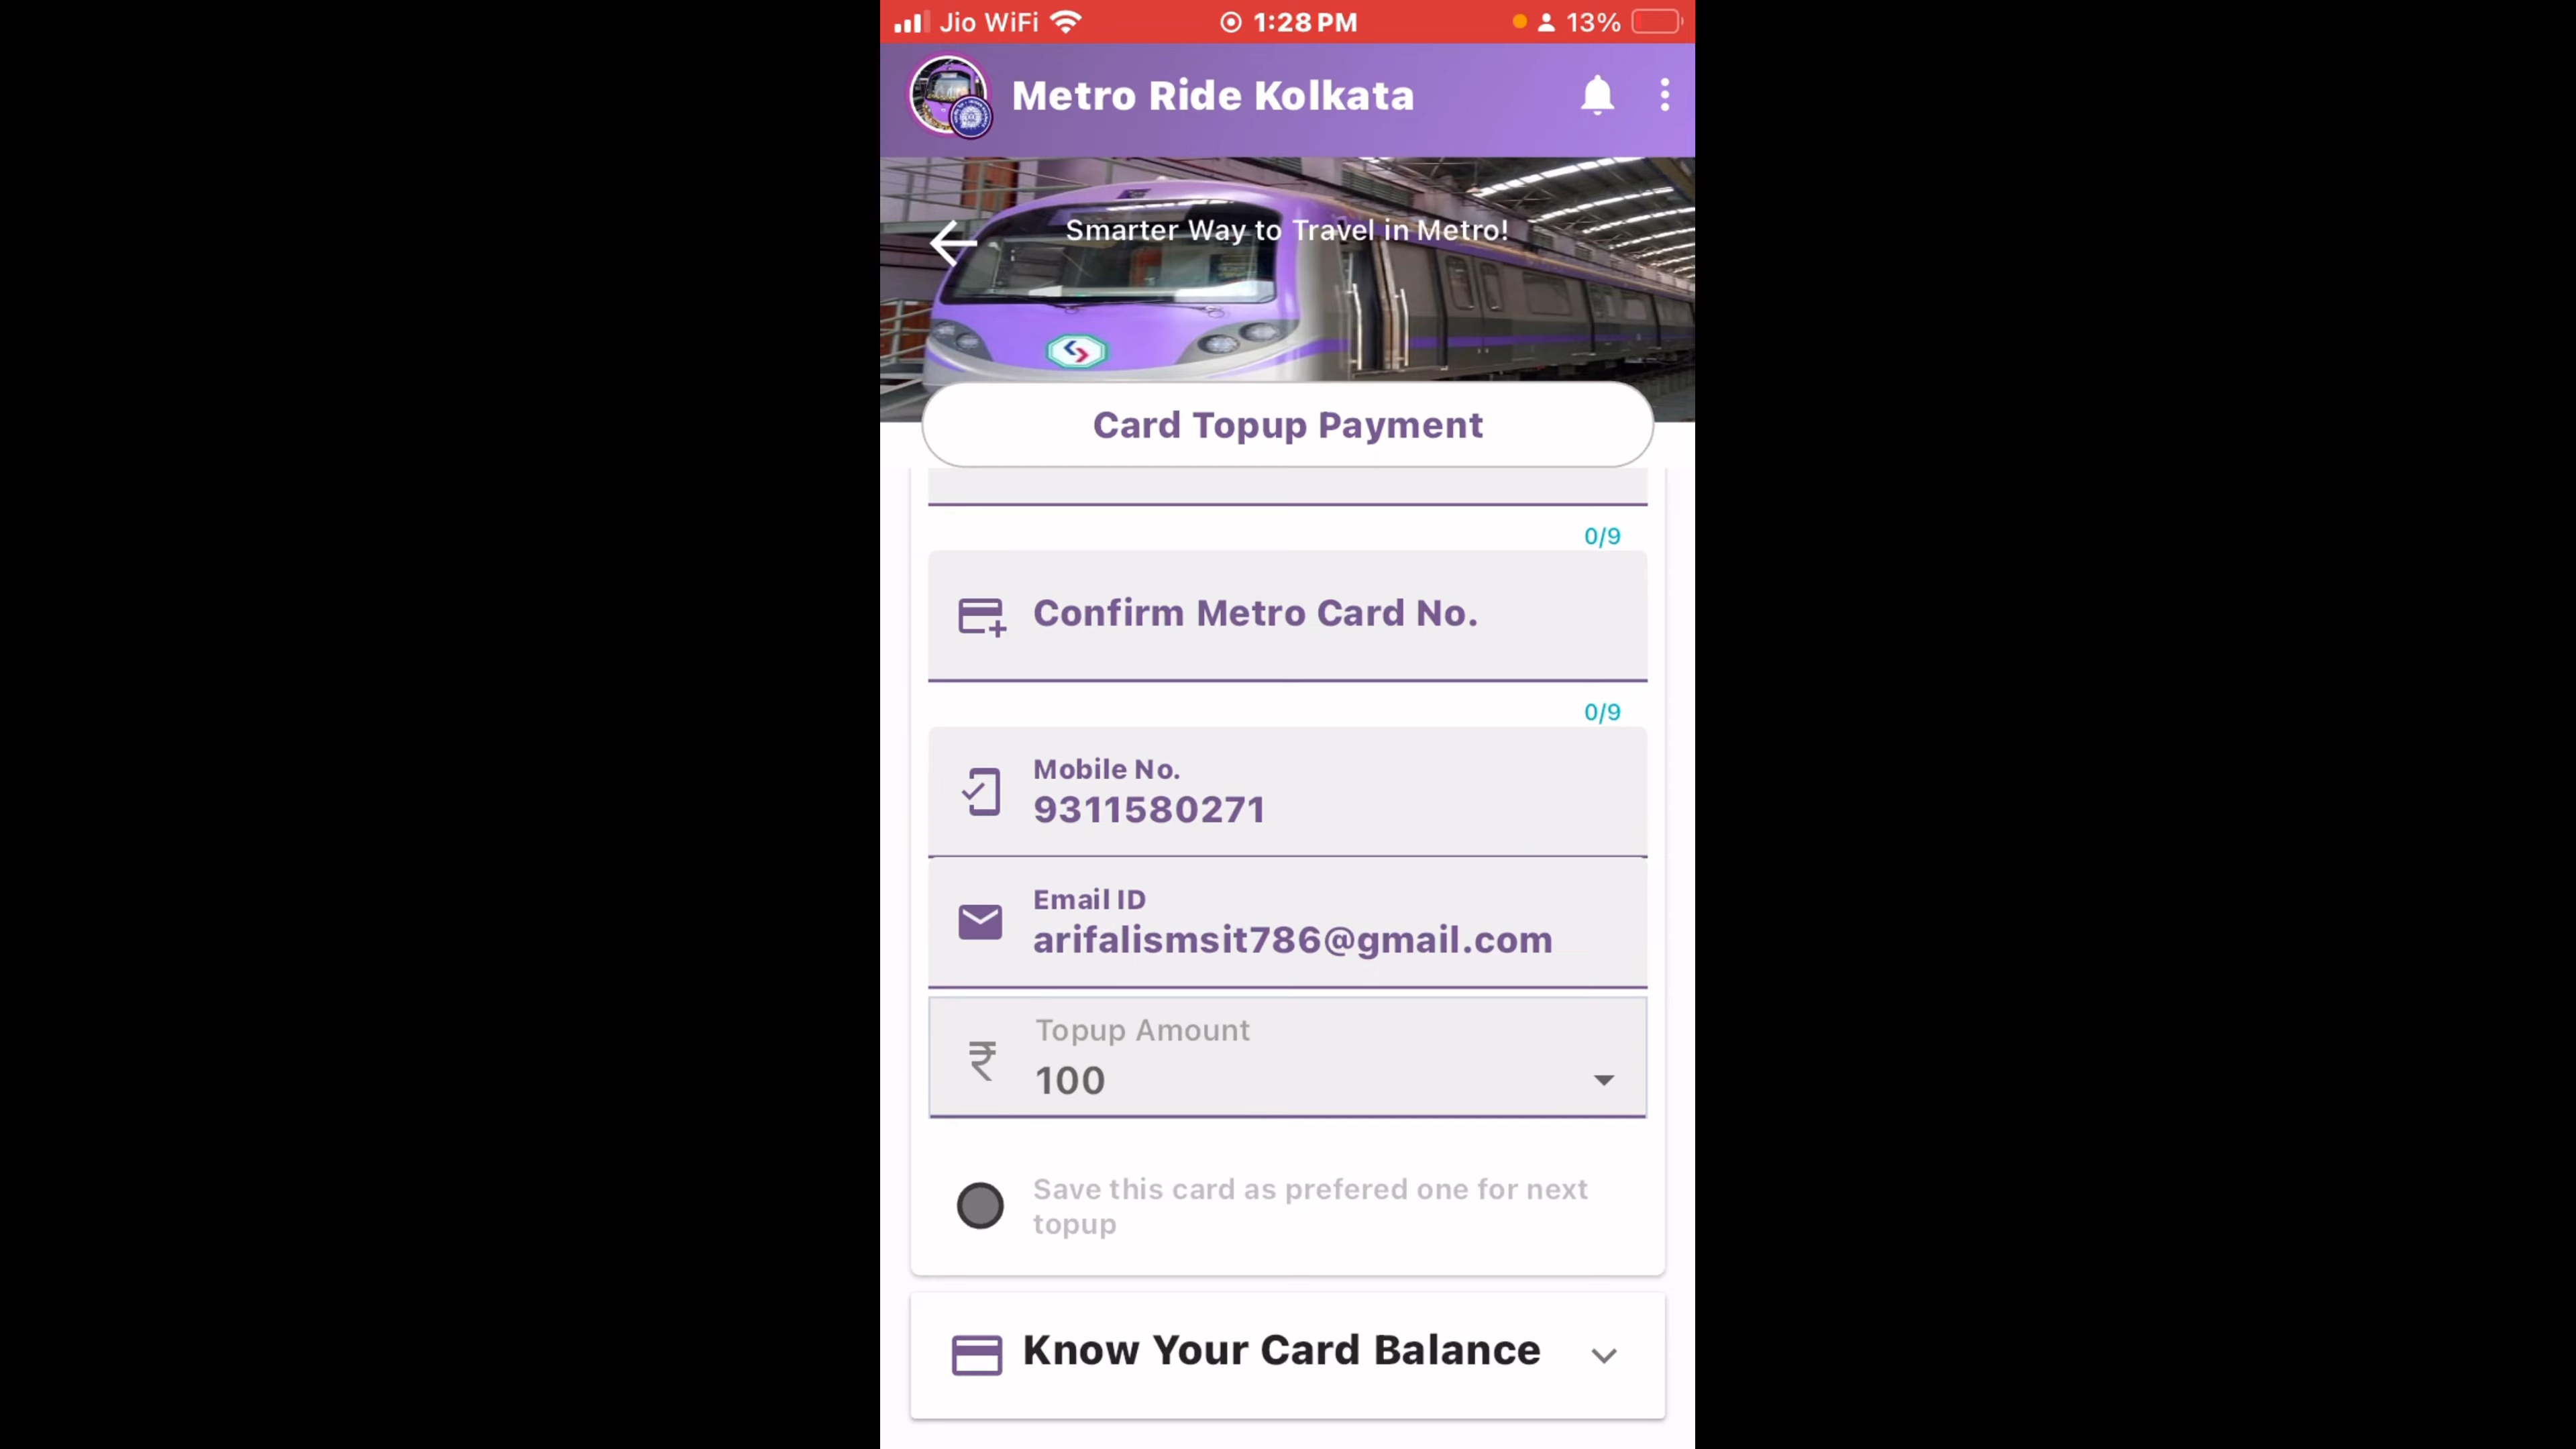 Jio WiFi 1:28 PM 13%
Metro Ride Kolkata
Smarter Way to Travel in Metro!
Card Topup Payment
0/9
Confirm Metro Card No.
0/9
Mobile No.
9311580271
Email ID
arifalismsit786@gmail.com
Topup Amount
₹ 100
Save this card as prefered one for next
topup
Know Your Card Balance